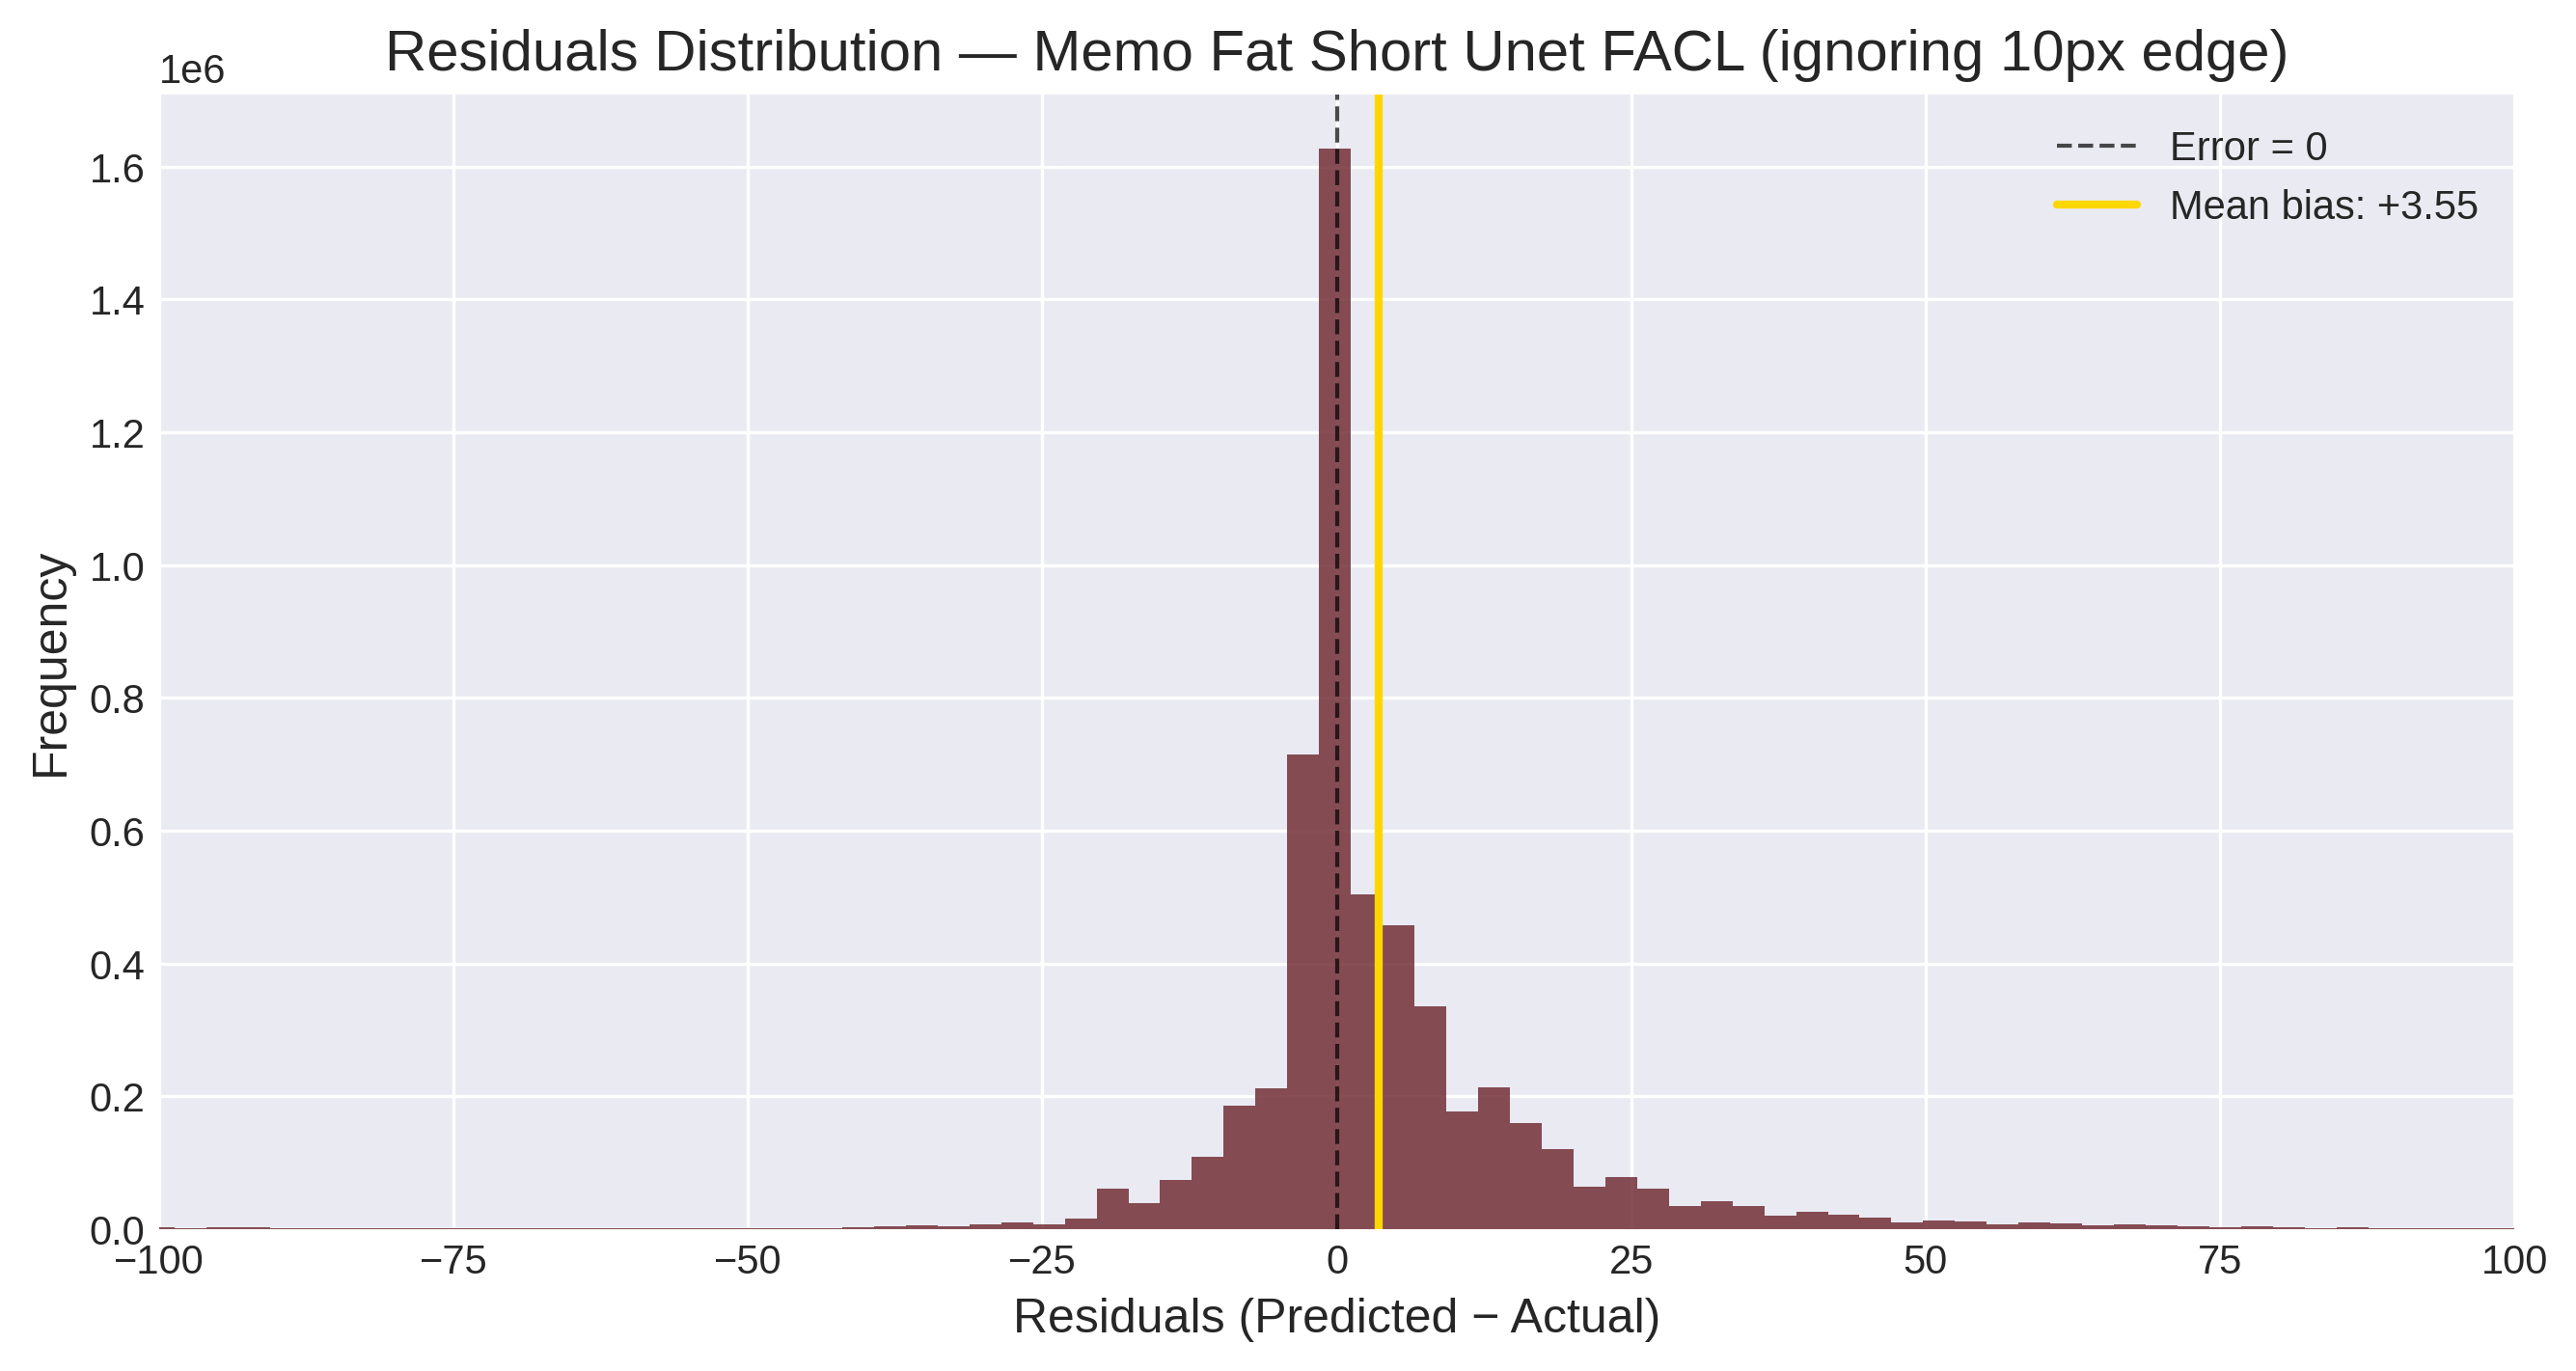 Residuals Distribution — Memo Fat Short Unet FACL (ignoring 10px edge)
1e6
Error = 0
Mean bias: +3.55
1.6
1.4
1.2
1.0
0.8
0.6
0.4
0.2
0.0
Frequency
−100 −75 −50 −25 0 25 50 75 100
Residuals (Predicted − Actual)